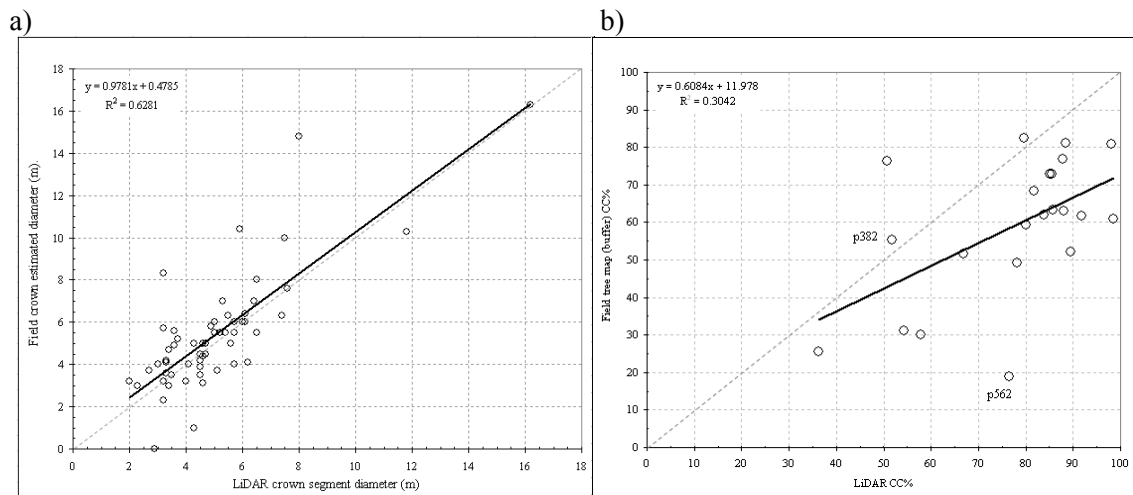 a)
18
16
14
12
10
8
6
4
2
0
y = 0.9781x + 0.4785
R² = 0.6281
Field crown estimated diameter (m).
0 2 4 6 8 10 12 14 16 18
LiDAR crown segment diameter (m)
b)
100
90
80
70
60
50
40
30
20
10
0
y = 0.6084x + 11.978
R² = 0.3042
Field tree map (buffer) CC%
p382
p562
0 10 20 30 40 50 60 70 80 90 100
LiDAR CC%